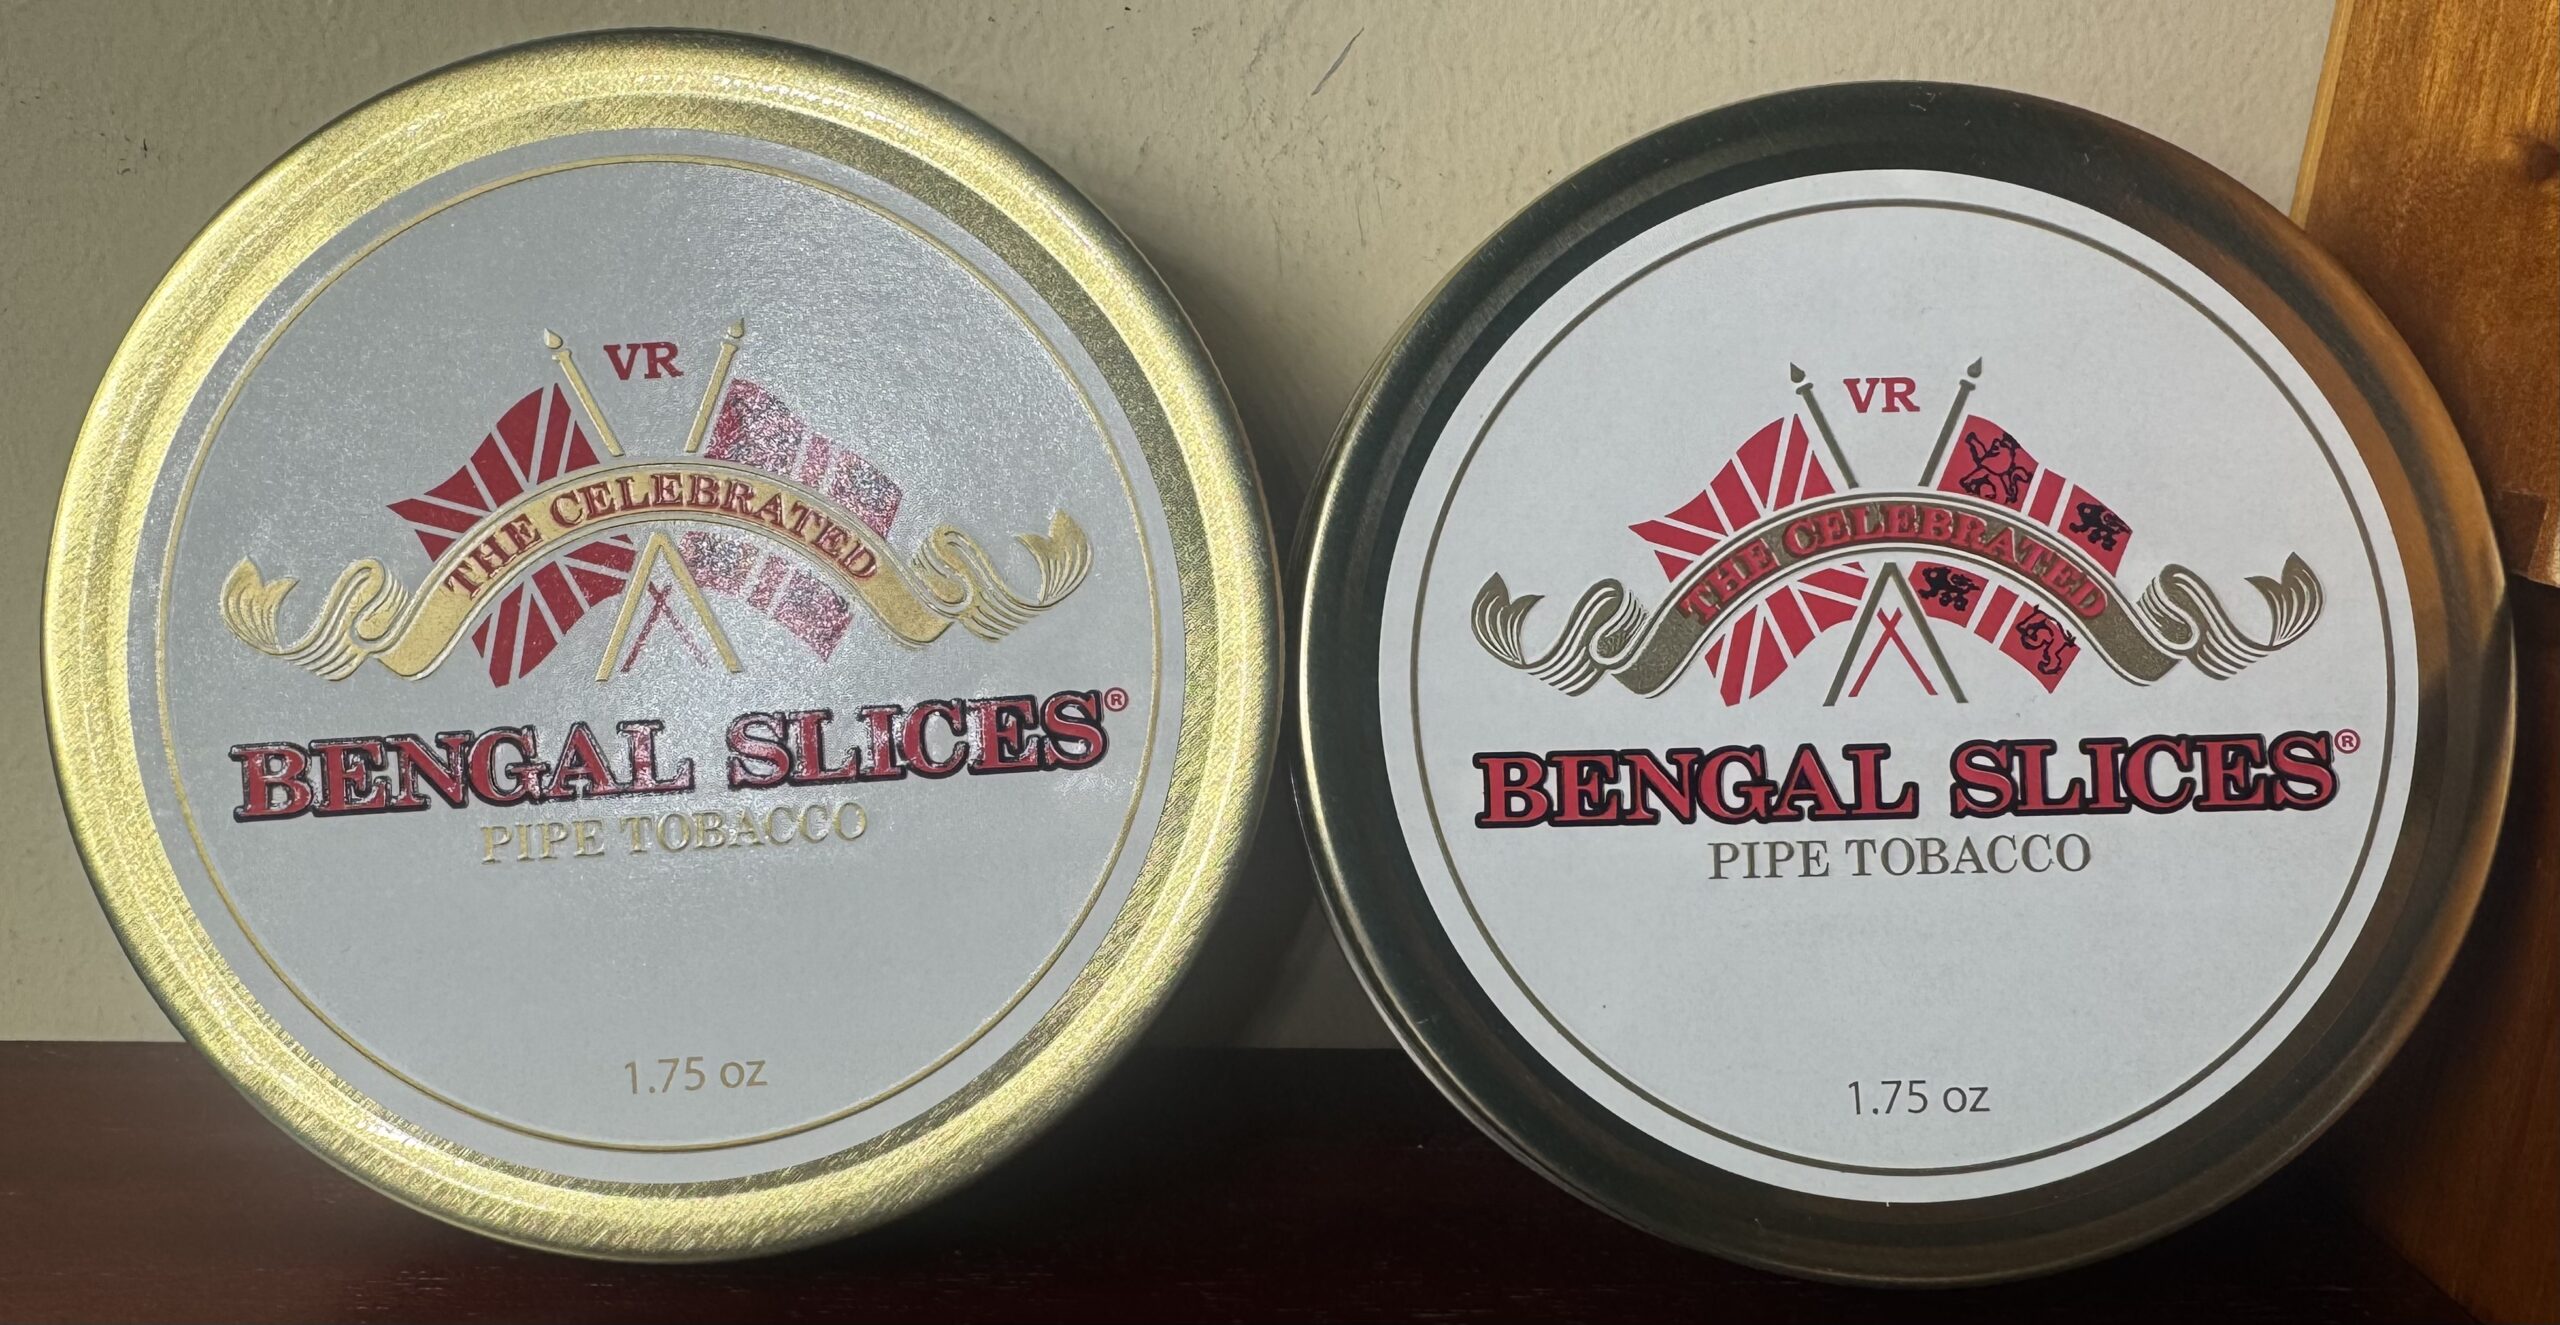 VR
THE CELEBRATED
BENGAL SLICES®
PIPE TOBACCO
1.75 oz
VR
THE CELEBRATED
BENGAL SLICES®
PIPE TOBACCO
1.75 oz